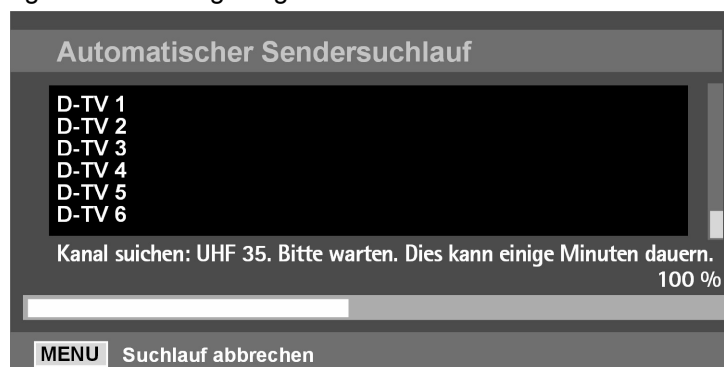 Automatischer Sendersuchlauf
D-TV 1
D-TV 2
D-TV 3
D-TV 4
D-TV 5
D-TV 6
Kanal suichen: UHF 35. Bitte warten. Dies kann einige Minuten dauern.
100 %
MENU Suchlauf abbrechen